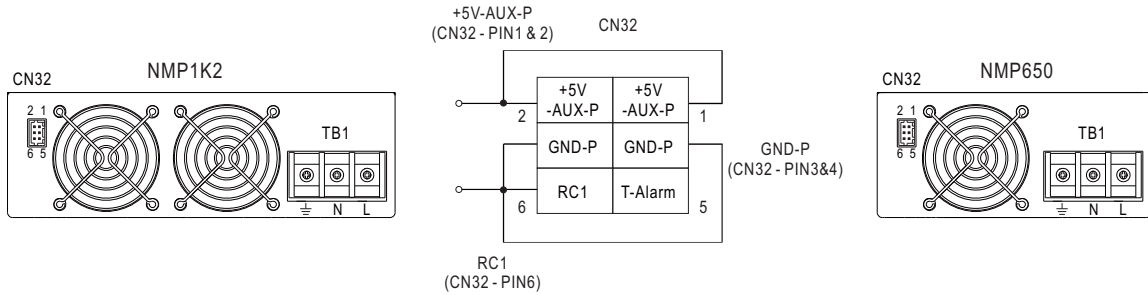 NMP1K2
CN32
2 1
6 5
TB1
N L
+5V-AUX-P
(CN32 - PIN1 & 2)
CN32
+5V
-AUX-P
+5V
-AUX-P
2
1
GND-P
GND-P
RC1
T-Alarm
6
5
GND-P
(CN32 - PIN3&4)
RC1
(CN32 - PIN6)
NMP650
CN32
2 1
6 5
TB1
N L